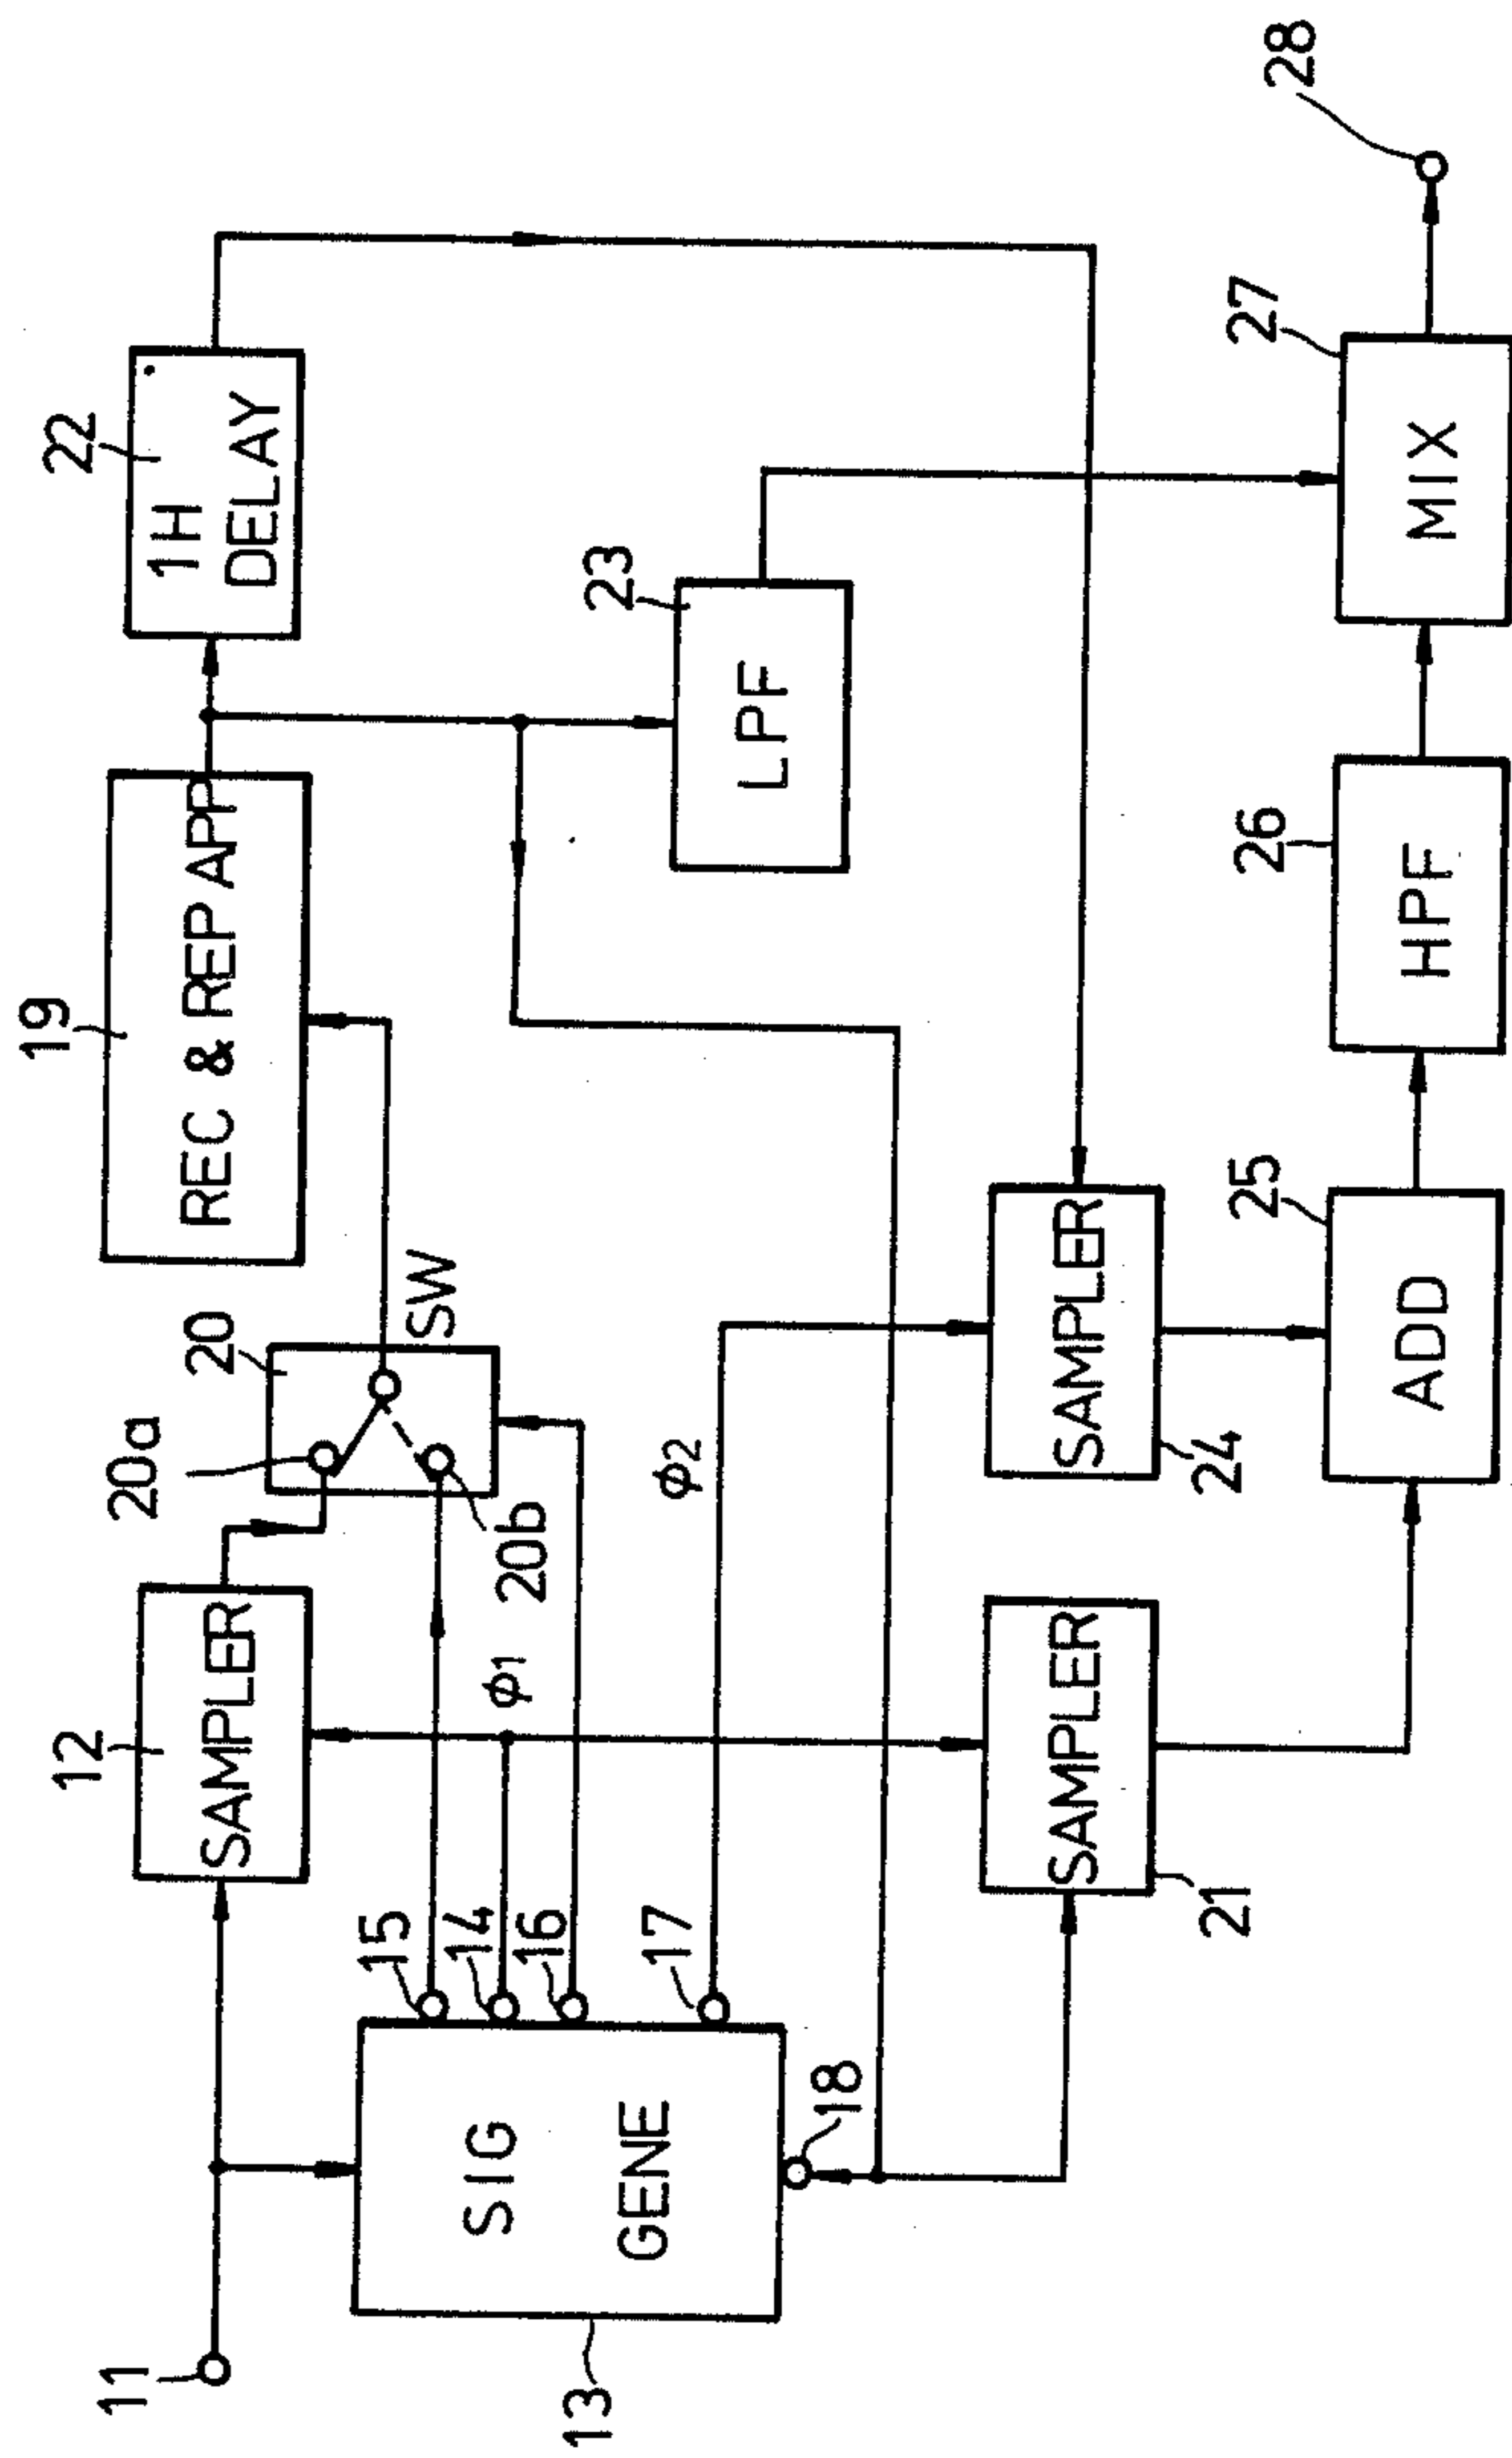 11
12
SAMPLER
20a
20
SW
20b
19
REC & REP APP
22
1H
DELAY
13
SIG
GENE
15
14
16
17
18
φ1
φ2
23
LPF
21
SAMPLER
24
SAMPLER
25
ADD
26
HPF
27
MIX
28